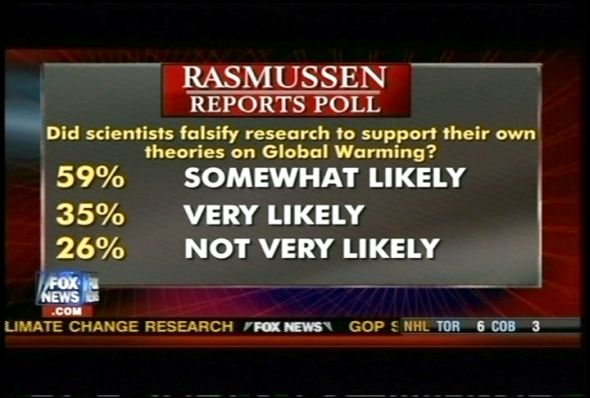 RASMUSSEN
REPORTS POLL
Did scientists falsify research to support their own
theories on Global Warming?
59% SOMEWHAT LIKELY
35% VERY LIKELY
26% NOT VERY LIKELY
FOX
NEWS
.COM
LIMATE CHANGE RESEARCH FOX NEWS GOP S NHL TOR 6 COB 3